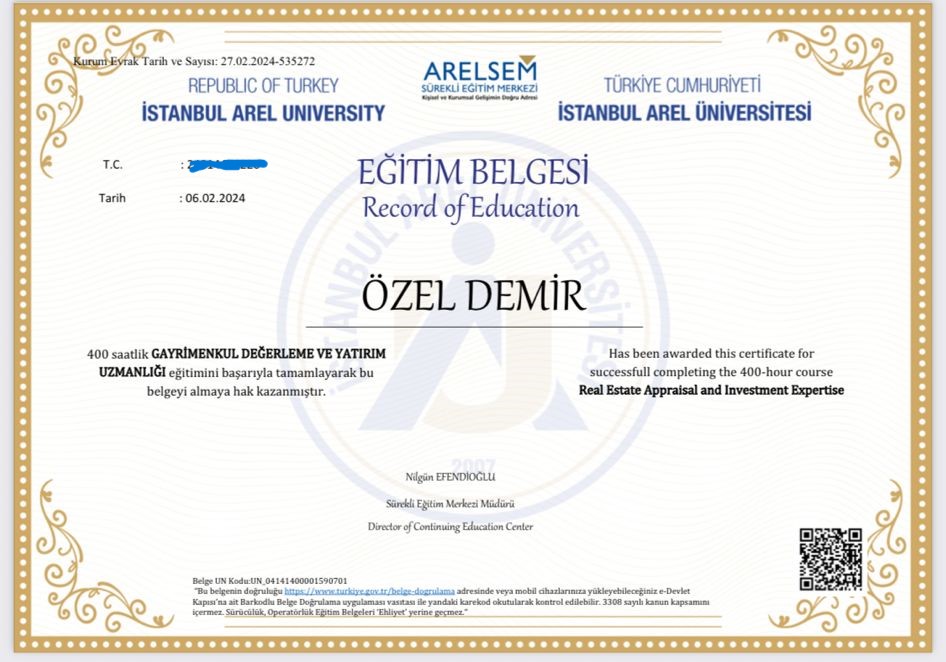 Kurum Evrak Tarih ve Sayısı: 27.02.2024-535272
REPUBLIC OF TURKEY
İSTANBUL AREL UNIVERSITY
ARELSEM
SÜREKLİ EĞİTİM MERKEZİ
Kişisel ve Kurumsal Gelişimin Doğru Adresi
TÜRKİYE CUMHURİYETİ
İSTANBUL AREL ÜNİVERSİTESİ
T.C. :
Tarih : 06.02.2024
EĞİTİM BELGESİ
Record of Education
ÖZEL DEMİR
400 saatlik GAYRİMENKUL DEĞERLEME VE YATIRIM
UZMANLIĞI eğitimini başarıyla tamamlayarak bu
belgeyi almaya hak kazanmıştır.
Has been awarded this certificate for
successfull completing the 400-hour course
Real Estate Appraisal and Investment Expertise
İSTANBUL AREL ÜNİVERSİTESİ
2007
Nilgün EFENDİOĞLU
Sürekli Eğitim Merkezi Müdürü
Director of Continuing Education Center
Belge UN Kodu:UN_04141400001590701
"Bu belgenin doğruluğu https://www.turkiye.gov.tr/belge-dogrulama adresinde veya mobil cihazlarınıza yükleyebileceğiniz e-Devlet
Kapısı'na ait Barkodlu Belge Doğrulama uygulaması vasıtası ile yandaki karekod okutularak kontrol edilebilir. 3308 sayılı kanun kapsamını
içermez. Sürücülük, Operatörlük Eğitim Belgeleri 'Ehliyet' yerine geçmez."